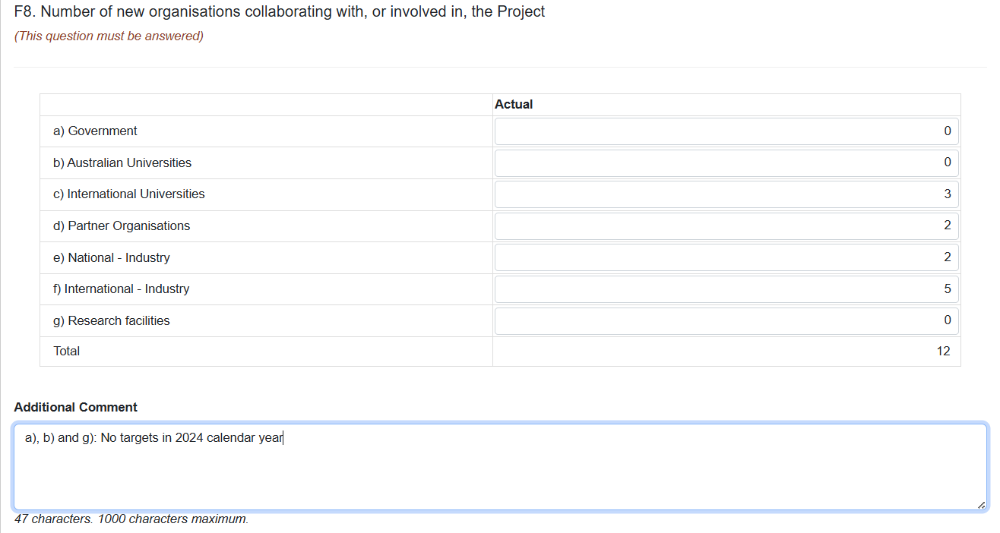 F8. Number of new organisations collaborating with, or involved in, the Project
(This question must be answered)
Actual
a) Government 0
b) Australian Universities 0
c) International Universities 3
d) Partner Organisations 2
e) National - Industry 2
f) International - Industry 5
g) Research facilities 0
Total 12
Additional Comment
a), b) and g): No targets in 2024 calendar year
47 characters. 1000 characters maximum.